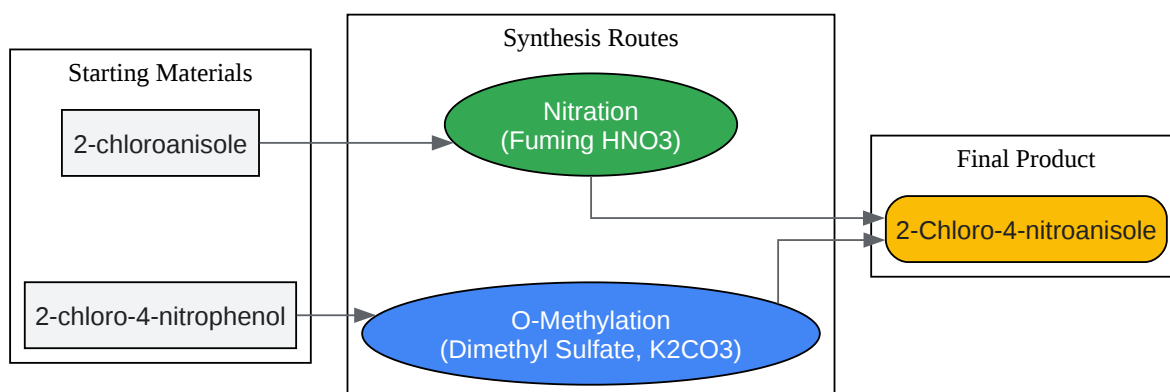 Synthesis Routes
Starting Materials
Nitration
(Fuming HNO3)
2-chloroanisole
Final Product
2-Chloro-4-nitroanisole
2-chloro-4-nitrophenol
O-Methylation
(Dimethyl Sulfate, K2CO3)